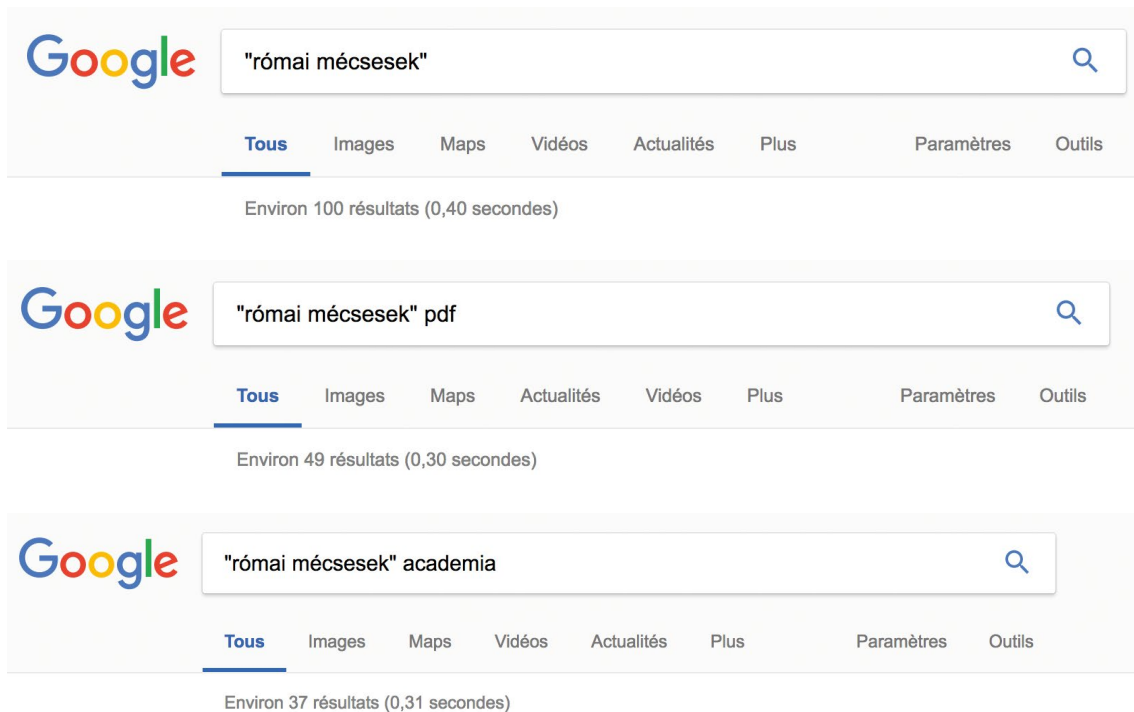 Google "római mécsesek"
Tous Images Maps Vidéos Actualités Plus Paramètres Outils
Environ 100 résultats (0,40 secondes)
Google "római mécsesek" pdf
Tous Images Maps Actualités Vidéos Plus Paramètres Outils
Environ 49 résultats (0,30 secondes)
Google "római mécsesek" academia
Tous Images Maps Vidéos Actualités Plus Paramètres Outils
Environ 37 résultats (0,31 secondes)